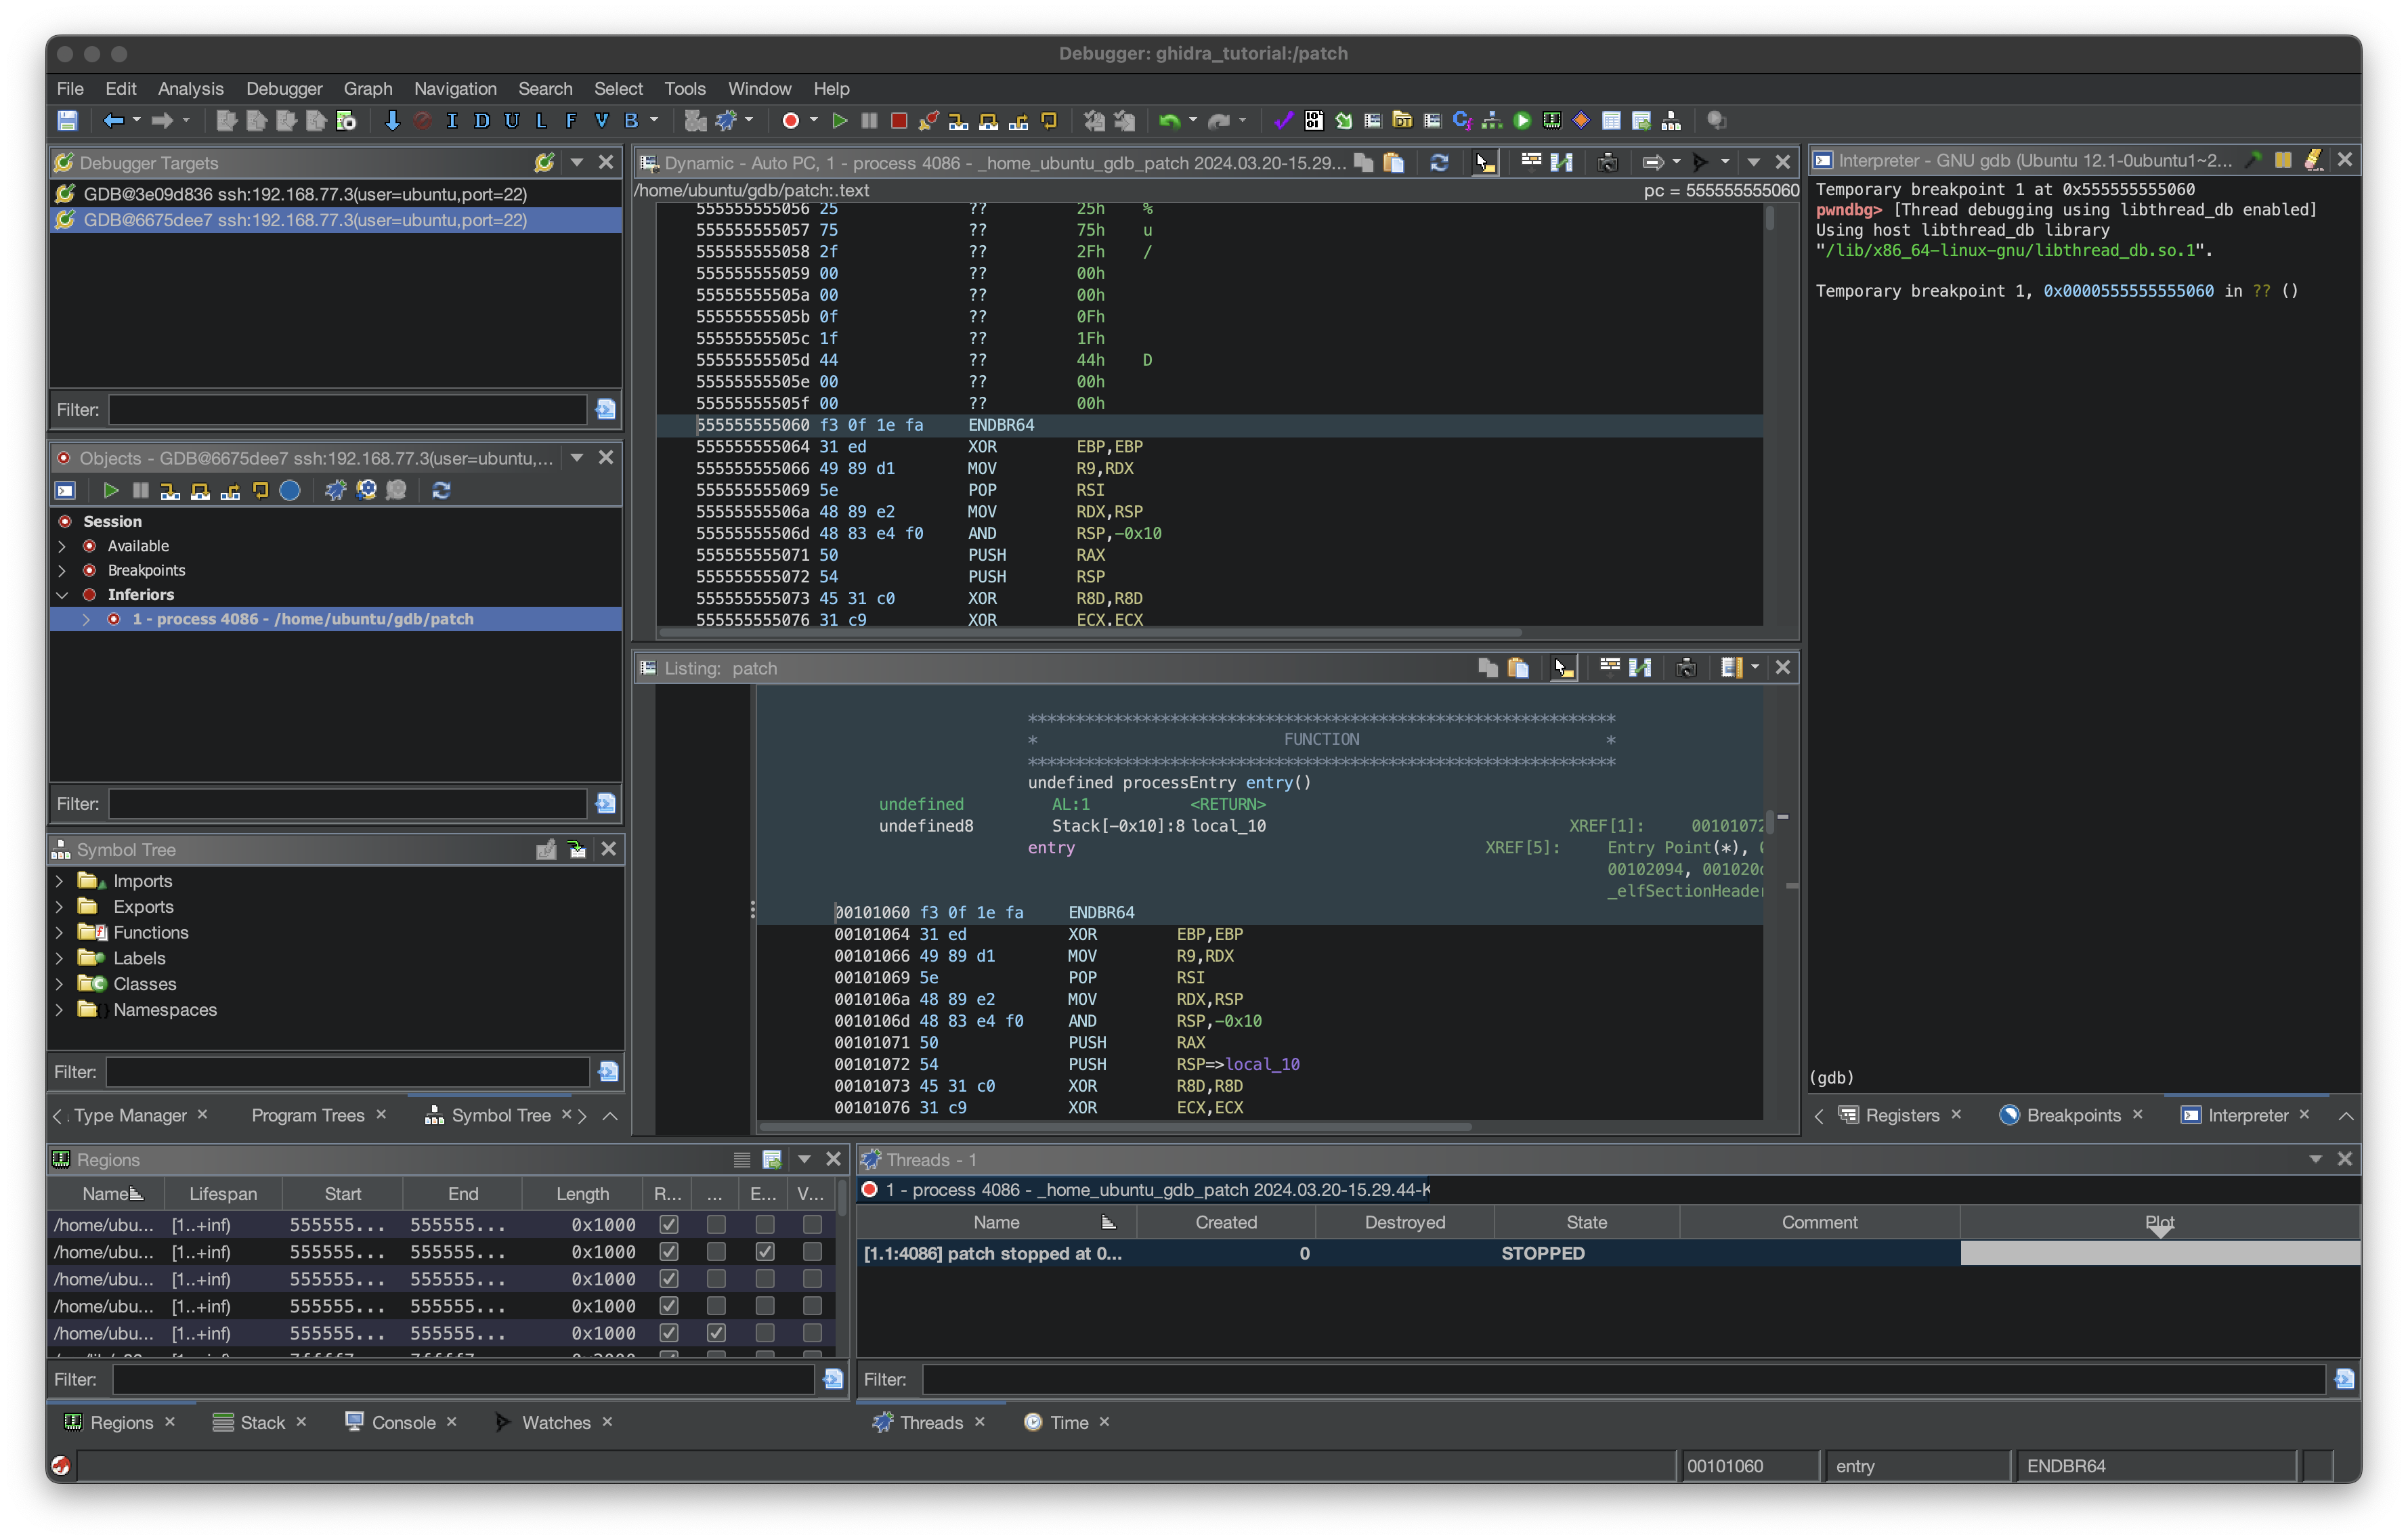 Debugger: ghidra_tutorial:/patch
File Edit Analysis Debugger Graph Navigation Search Select Tools Window Help
I D U L F V B
Debugger Targets
GDB@3e09d836 ssh:192.168.77.3(user=ubuntu,port=22)
GDB@6675dee7 ssh:192.168.77.3(user=ubuntu,port=22)
Filter:
Objects - GDB@6675dee7 ssh:192.168.77.3(user=ubuntu,...
Session
Available
Breakpoints
Inferiors
1 - process 4086 - /home/ubuntu/gdb/patch
Filter:
Symbol Tree
Imports
Exports
Functions
Labels
Classes
Namespaces
Filter:
Type Manager Program Trees Symbol Tree
Dynamic - Auto PC, 1 - process 4086 - _home_ubuntu_gdb_patch 2024.03.20-15.29...
/home/ubuntu/gdb/patch:.text pc = 555555555060
555555555056 25 ?? 25h %
555555555057 75 ?? 75h u
555555555058 2f ?? 2Fh /
555555555059 00 ?? 00h
55555555505a 00 ?? 00h
55555555505b 0f ?? 0Fh
55555555505c 1f ?? 1Fh
55555555505d 44 ?? 44h D
55555555505e 00 ?? 00h
55555555505f 00 ?? 00h
555555555060 f3 0f 1e fa ENDBR64
555555555064 31 ed XOR EBP,EBP
555555555066 49 89 d1 MOV R9,RDX
555555555069 5e POP RSI
55555555506a 48 89 e2 MOV RDX,RSP
55555555506d 48 83 e4 f0 AND RSP,-0x10
555555555071 50 PUSH RAX
555555555072 54 PUSH RSP
555555555073 45 31 c0 XOR R8D,R8D
555555555076 31 c9 XOR ECX,ECX
Listing: patch
**************************************************************
* FUNCTION *
**************************************************************
undefined processEntry entry()
undefined AL:1 <RETURN>
undefined8 Stack[-0x10]:8 local_10 XREF[1]: 00101072
entry XREF[5]: Entry Point(*),
00102094, 001020
_elfSectionHeader
00101060 f3 0f 1e fa ENDBR64
00101064 31 ed XOR EBP,EBP
00101066 49 89 d1 MOV R9,RDX
00101069 5e POP RSI
0010106a 48 89 e2 MOV RDX,RSP
0010106d 48 83 e4 f0 AND RSP,-0x10
00101071 50 PUSH RAX
00101072 54 PUSH RSP=>local_10
00101073 45 31 c0 XOR R8D,R8D
00101076 31 c9 XOR ECX,ECX
Interpreter - GNU gdb (Ubuntu 12.1-0ubuntu1~2...
Temporary breakpoint 1 at 0x555555555060
pwndbg> [Thread debugging using libthread_db enabled]
Using host libthread_db library
"/lib/x86_64-linux-gnu/libthread_db.so.1".
Temporary breakpoint 1, 0x0000555555555060 in ?? ()
(gdb)
Registers Breakpoints Interpreter
Regions
Name Lifespan Start End Length R... ... E... V...
/home/ubu... [1..+inf) 555555... 555555... 0x1000
/home/ubu... [1..+inf) 555555... 555555... 0x1000
/home/ubu... [1..+inf) 555555... 555555... 0x1000
/home/ubu... [1..+inf) 555555... 555555... 0x1000
/home/ubu... [1..+inf) 555555... 555555... 0x1000
Filter:
Regions Stack Console Watches
Threads - 1
1 - process 4086 - _home_ubuntu_gdb_patch 2024.03.20-15.29.44-
Name Created Destroyed State Comment Plot
[1.1:4086] patch stopped at 0... 0 STOPPED
Filter:
Threads Time
00101060 entry ENDBR64